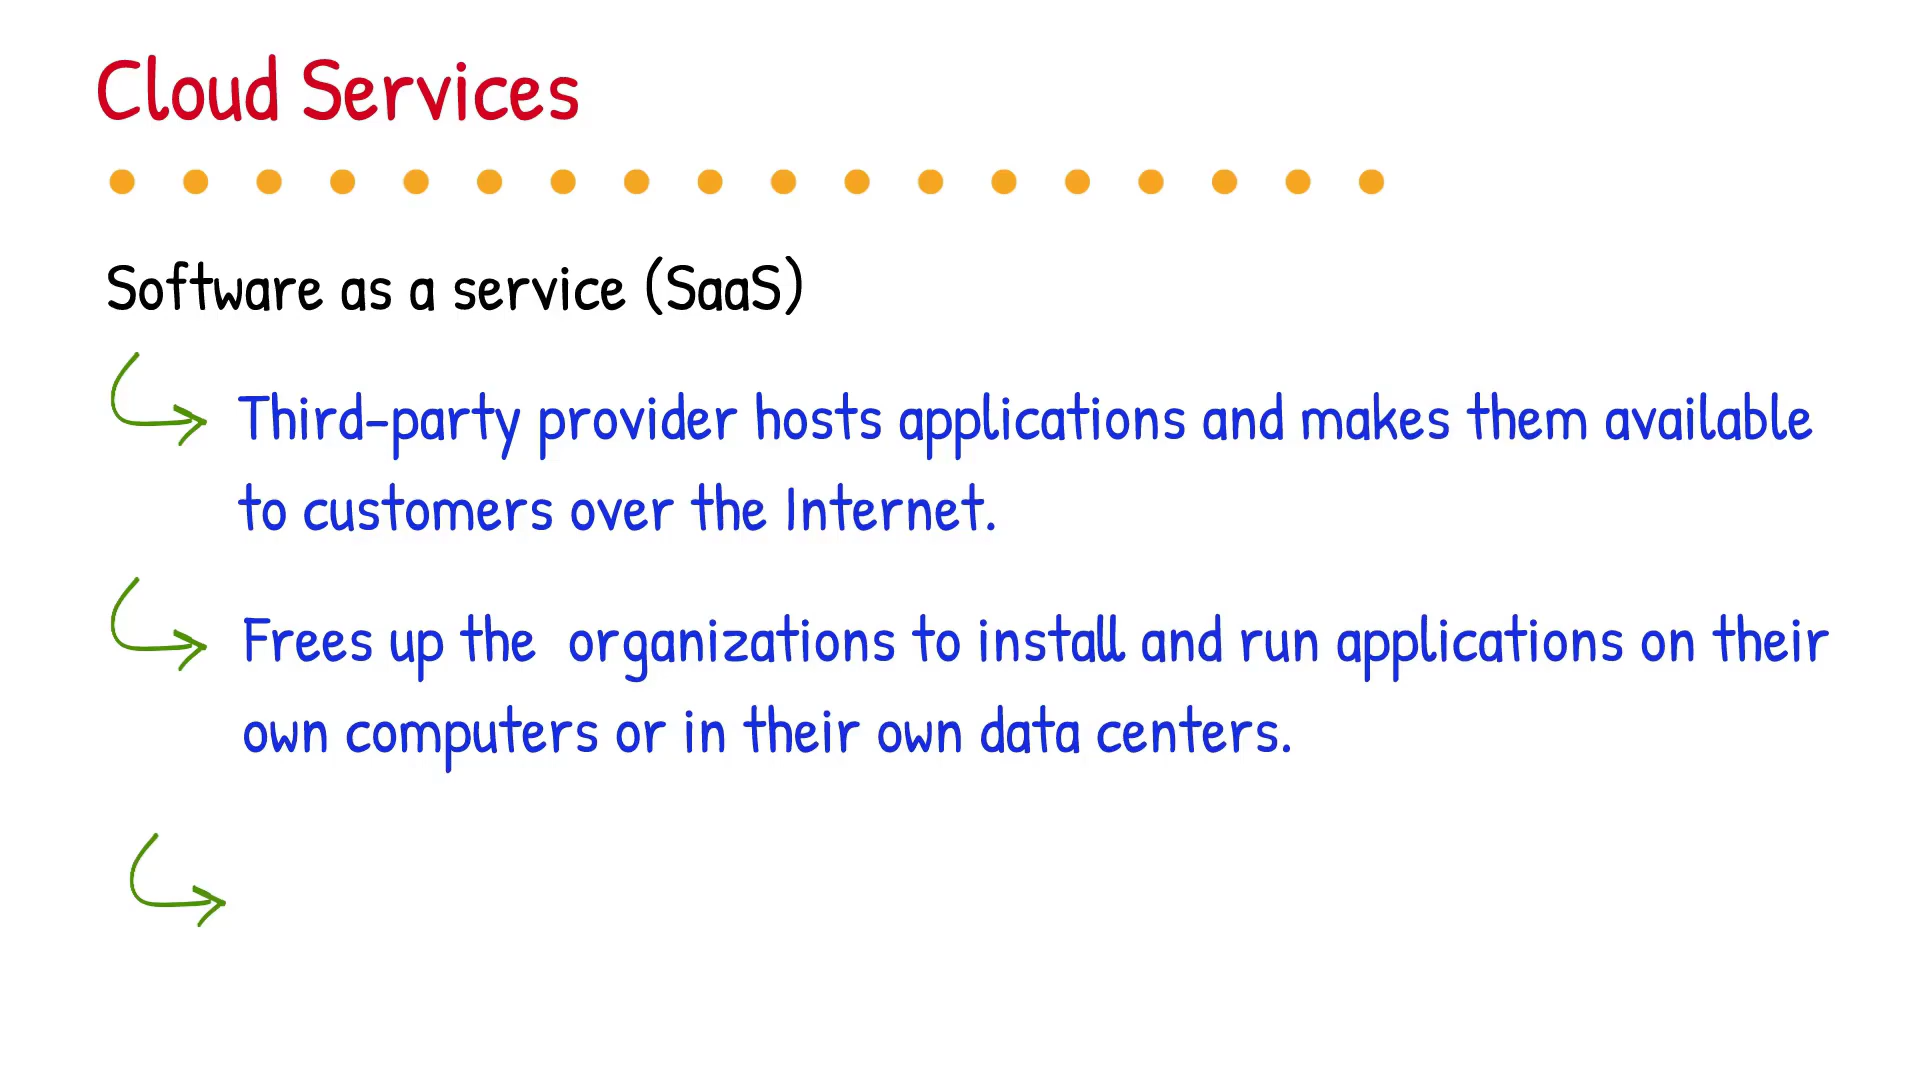 Cloud Services
Software as a service (SaaS)
Third-party provider hosts applications and makes them available
to customers over the Internet.
Frees up the organizations to install and run applications on their
own computers or in their own data centers.